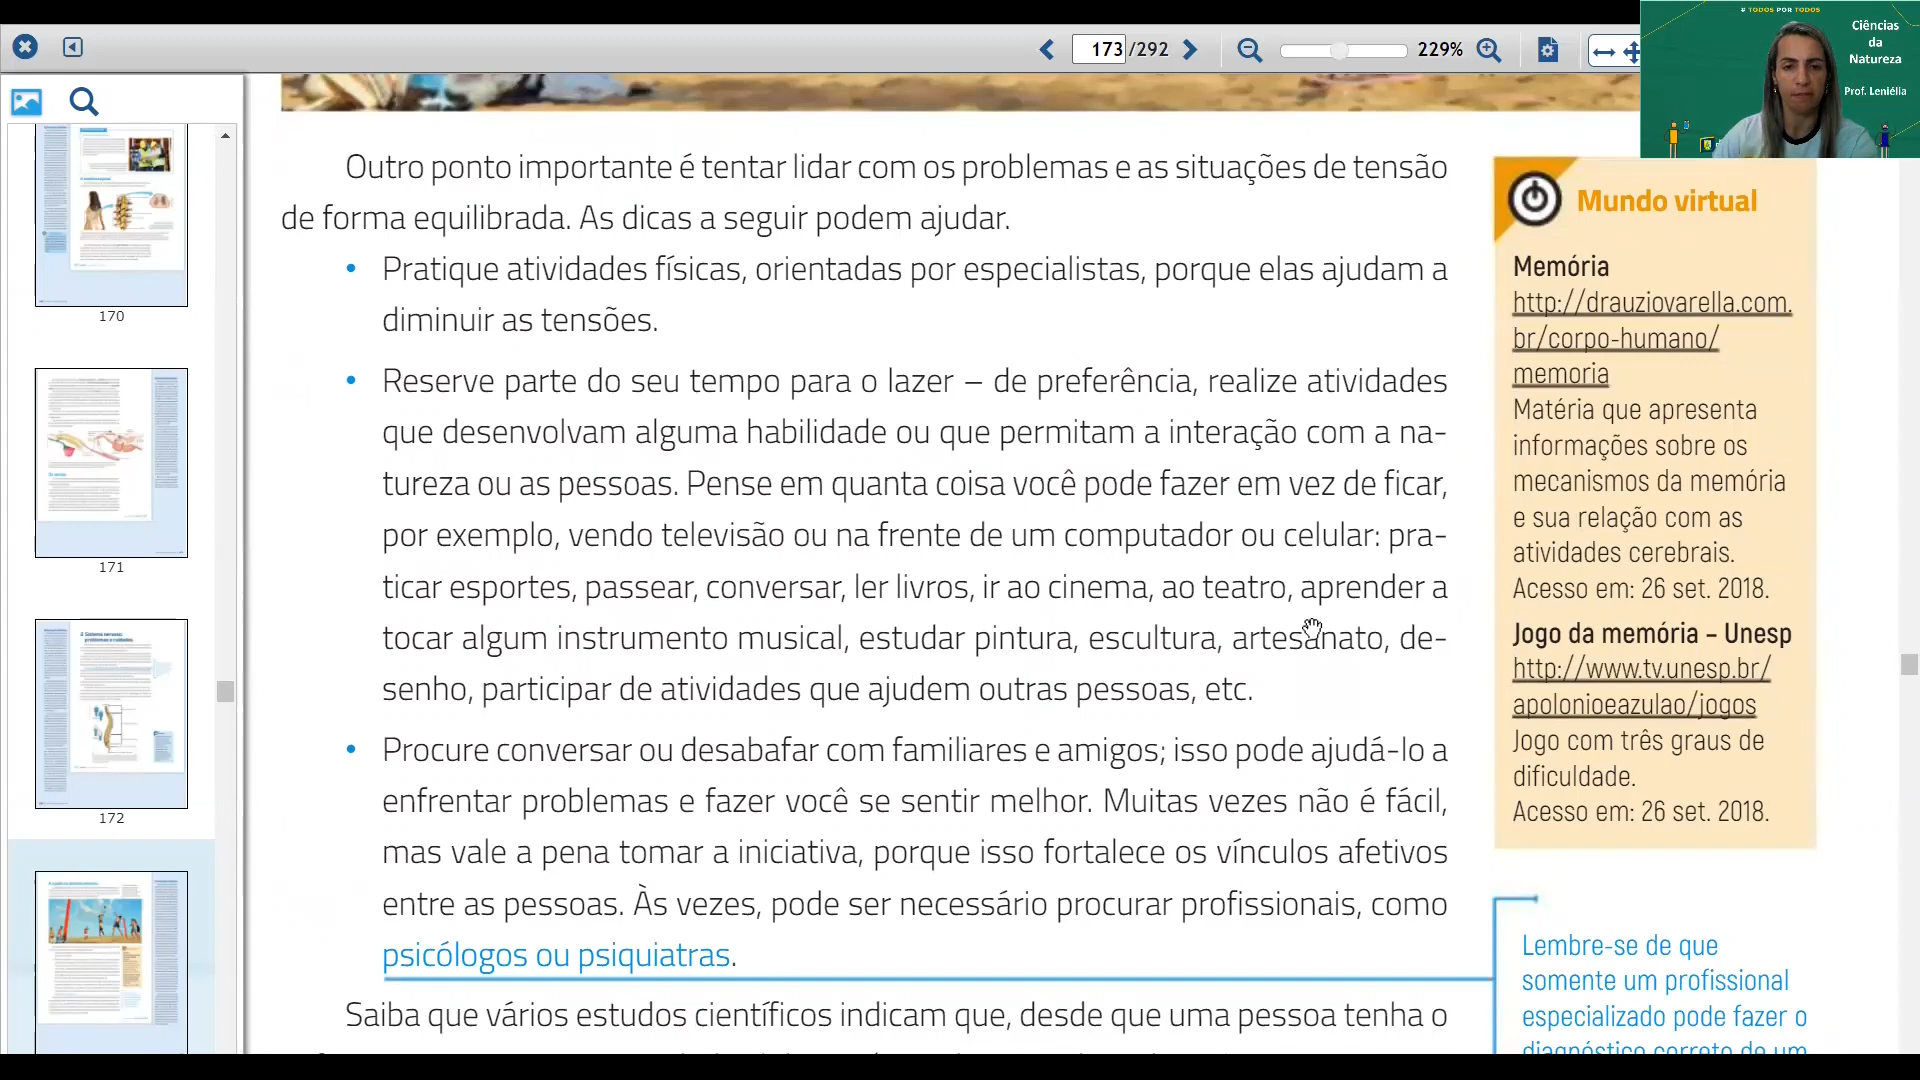 173 /292
229%
# TODOS POR TODOS
Ciências
da
Natureza
Prof. Leniélia
170
171
172
Outro ponto importante é tentar lidar com os problemas e as situações de tensão
de forma equilibrada. As dicas a seguir podem ajudar.
• Pratique atividades físicas, orientadas por especialistas, porque elas ajudam a
diminuir as tensões.
• Reserve parte do seu tempo para o lazer – de preferência, realize atividades
que desenvolvam alguma habilidade ou que permitam a interação com a na-
tureza ou as pessoas. Pense em quanta coisa você pode fazer em vez de ficar,
por exemplo, vendo televisão ou na frente de um computador ou celular: pra-
ticar esportes, passear, conversar, ler livros, ir ao cinema, ao teatro, aprender a
tocar algum instrumento musical, estudar pintura, escultura, artesanato, de-
senho, participar de atividades que ajudem outras pessoas, etc.
• Procure conversar ou desabafar com familiares e amigos; isso pode ajudá-lo a
enfrentar problemas e fazer você se sentir melhor. Muitas vezes não é fácil,
mas vale a pena tomar a iniciativa, porque isso fortalece os vínculos afetivos
entre as pessoas. Às vezes, pode ser necessário procurar profissionais, como
psicólogos ou psiquiatras.
Saiba que vários estudos científicos indicam que, desde que uma pessoa tenha o
Mundo virtual
Memória
http://drauziovarella.com.
br/corpo-humano/
memoria
Matéria que apresenta
informações sobre os
mecanismos da memória
e sua relação com as
atividades cerebrais.
Acesso em: 26 set. 2018.
Jogo da memória – Unesp
http://www.tv.unesp.br/
apolonioeazulao/jogos
Jogo com três graus de
dificuldade.
Acesso em: 26 set. 2018.
Lembre-se de que
somente um profissional
especializado pode fazer o
diagnóstico correto de um